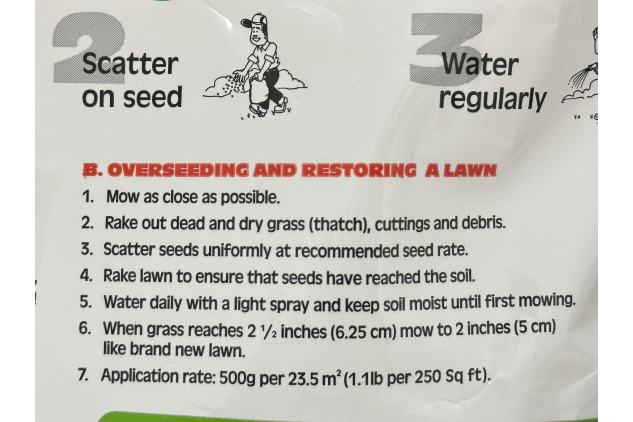 2
Scatter
on seed
3
Water
regularly
B. OVERSEEDING AND RESTORING A LAWN
1. Mow as close as possible.
2. Rake out dead and dry grass (thatch), cuttings and debris.
3. Scatter seeds uniformly at recommended seed rate.
4. Rake lawn to ensure that seeds have reached the soil.
5. Water daily with a light spray and keep soil moist until first mowing.
6. When grass reaches 2 ½ inches (6.25 cm) mow to 2 inches (5 cm)
like brand new lawn.
7. Application rate: 500g per 23.5 m² (1.1lb per 250 Sq ft).